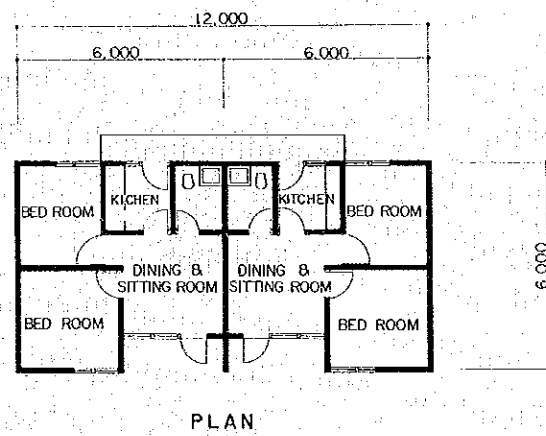 12,000
6,000 6,000
BED ROOM KICHEN KITCHEN BED ROOM
DINING & DINING &
SITTING ROOM SITTING ROOM
BED ROOM BED ROOM
6,000
PLAN